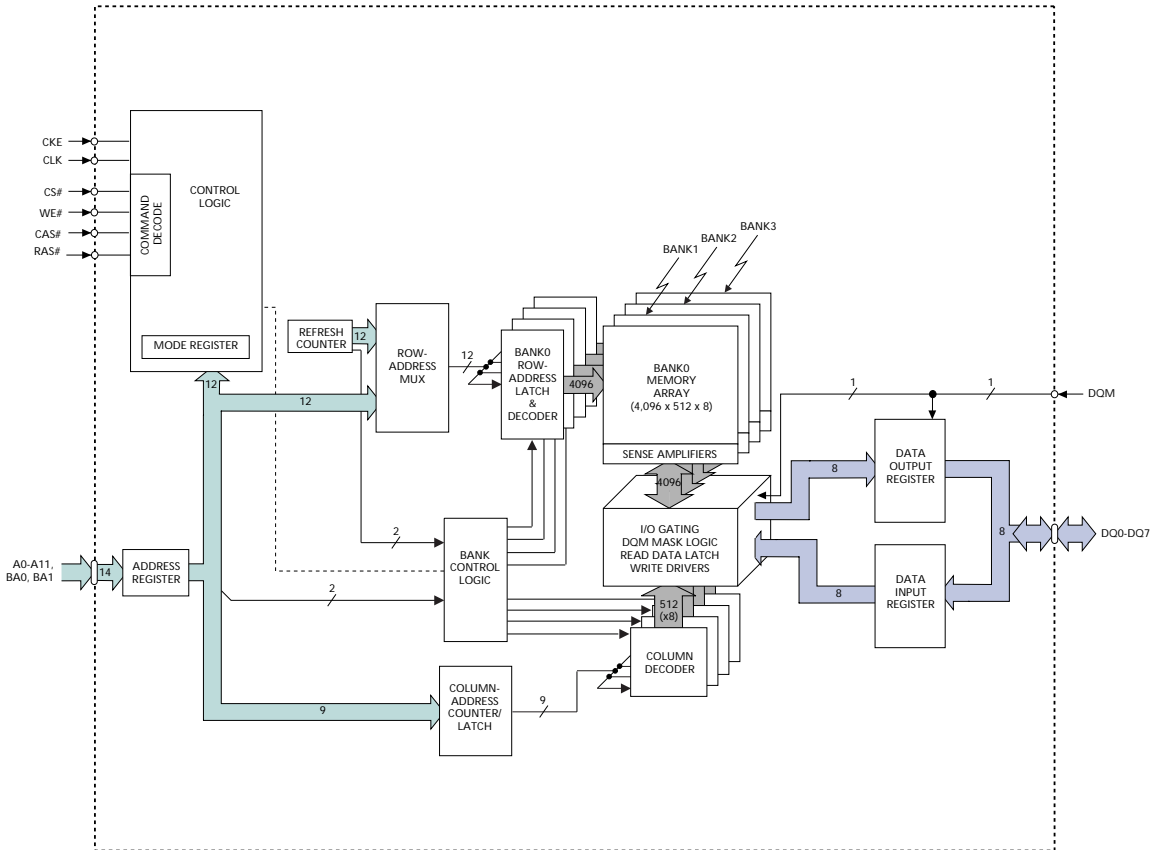 CKE
CLK
CS#
WE#
CAS#
RAS#
COMMAND
DECODE
CONTROL
LOGIC
MODE REGISTER
12
REFRESH
COUNTER
12
12
ROW-
ADDRESS
MUX
12
BANK0
ROW-
ADDRESS
LATCH
&
DECODER
4096
BANK1
BANK2
BANK3
BANK0
MEMORY
ARRAY
(4,096 x 512 x 8)
SENSE AMPLIFIERS
4096
I/O GATING
DQM MASK LOGIC
READ DATA LATCH
WRITE DRIVERS
512
(x8)
COLUMN
DECODER
1
1
DQM
8
DATA
OUTPUT
REGISTER
8
DQ0-DQ7
8
DATA
INPUT
REGISTER
A0-A11,
BA0, BA1
14
ADDRESS
REGISTER
2
2
BANK
CONTROL
LOGIC
9
COLUMN-
ADDRESS
COUNTER/
LATCH
9